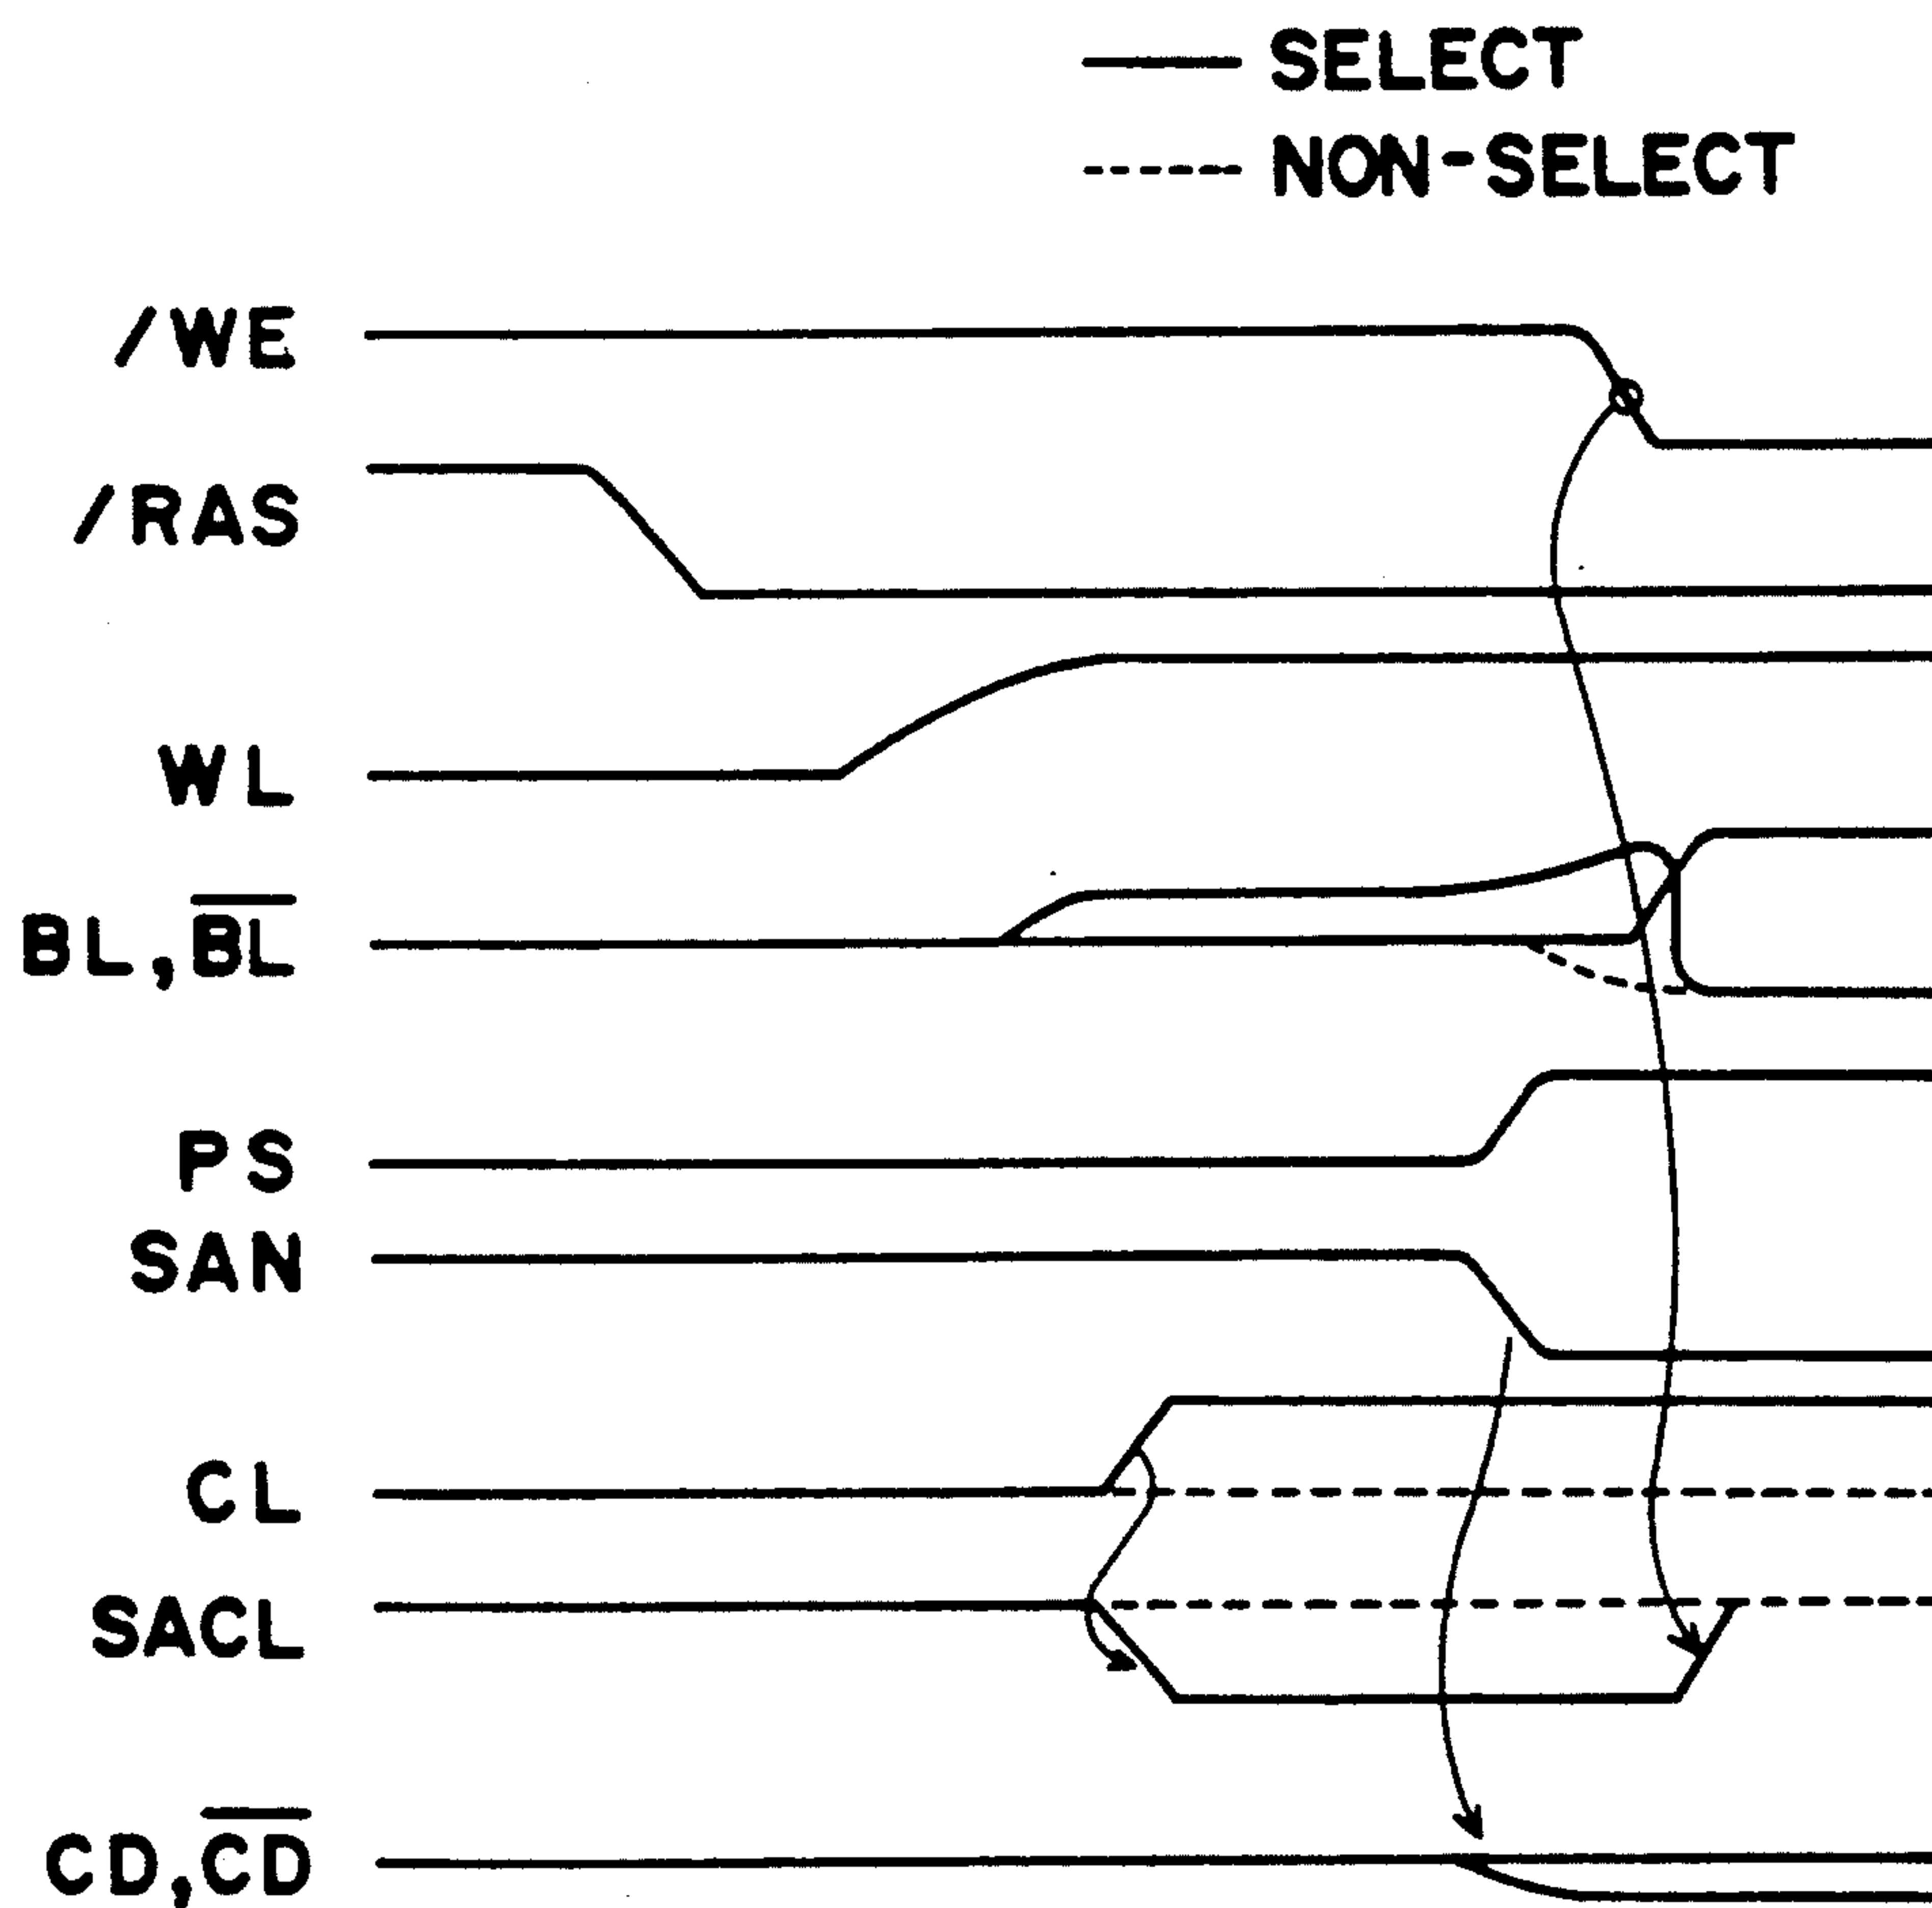 SELECT
NON-SELECT
/WE
/RAS
WL
BL, B̅L̅
PS
SAN
CL
SACL
CD, C̅D̅